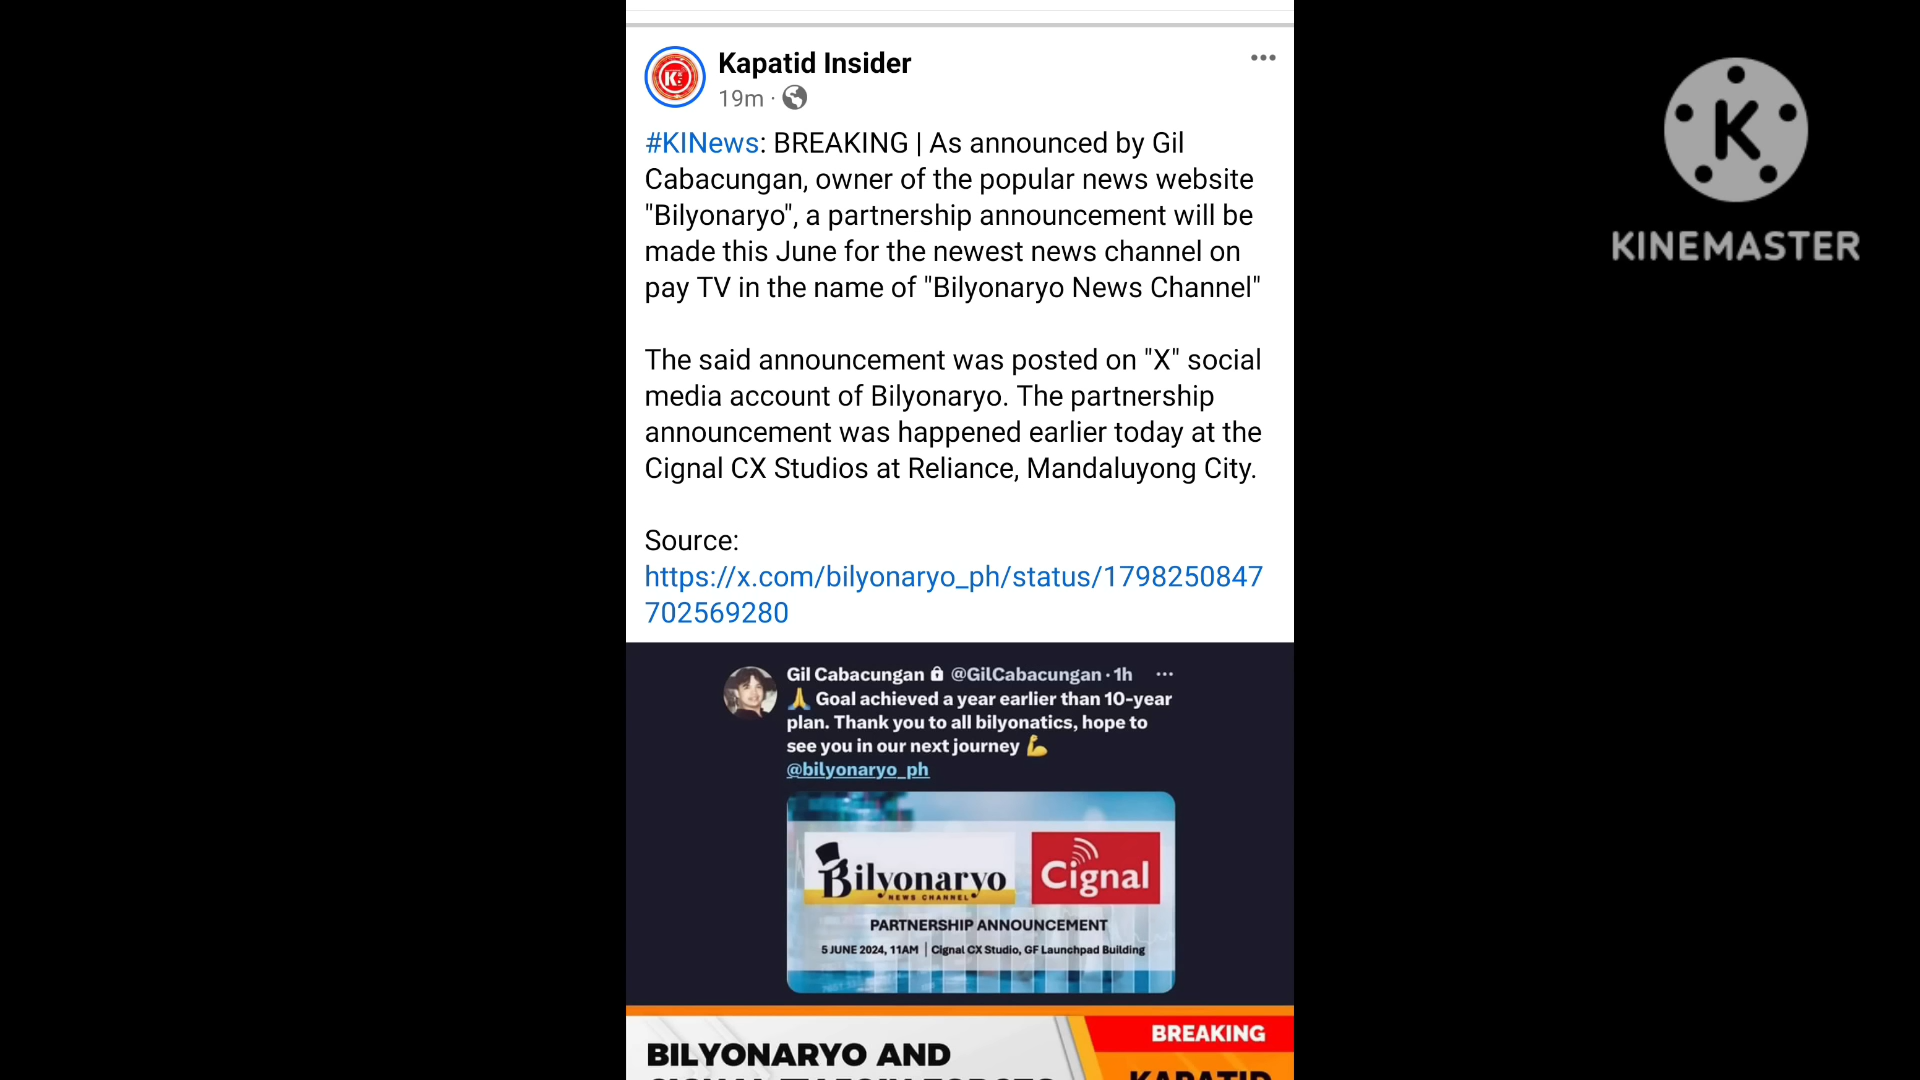 Kapatid Insider
19m ·
#KINews: BREAKING | As announced by Gil
Cabacungan, owner of the popular news website
"Bilyonaryo", a partnership announcement will be
made this June for the newest news channel on
pay TV in the name of "Bilyonaryo News Channel"
The said announcement was posted on "X" social
media account of Bilyonaryo. The partnership
announcement was happened earlier today at the
Cignal CX Studios at Reliance, Mandaluyong City.
Source:
https://x.com/bilyonaryo_ph/status/1798250847
702569280
Gil Cabacungan @GilCabacungan · 1h
🙏 Goal achieved a year earlier than 10-year
plan. Thank you to all bilyonatics, hope to
see you in our next journey 💪
@bilyonaryo_ph
Bilyonaryo
NEWS CHANNEL
Cignal
PARTNERSHIP ANNOUNCEMENT
5 JUNE 2024, 11AM | Cignal CX Studio, GF Launchpad Building
BILYONARYO AND
BREAKING
KAPATID
K
KINEMASTER